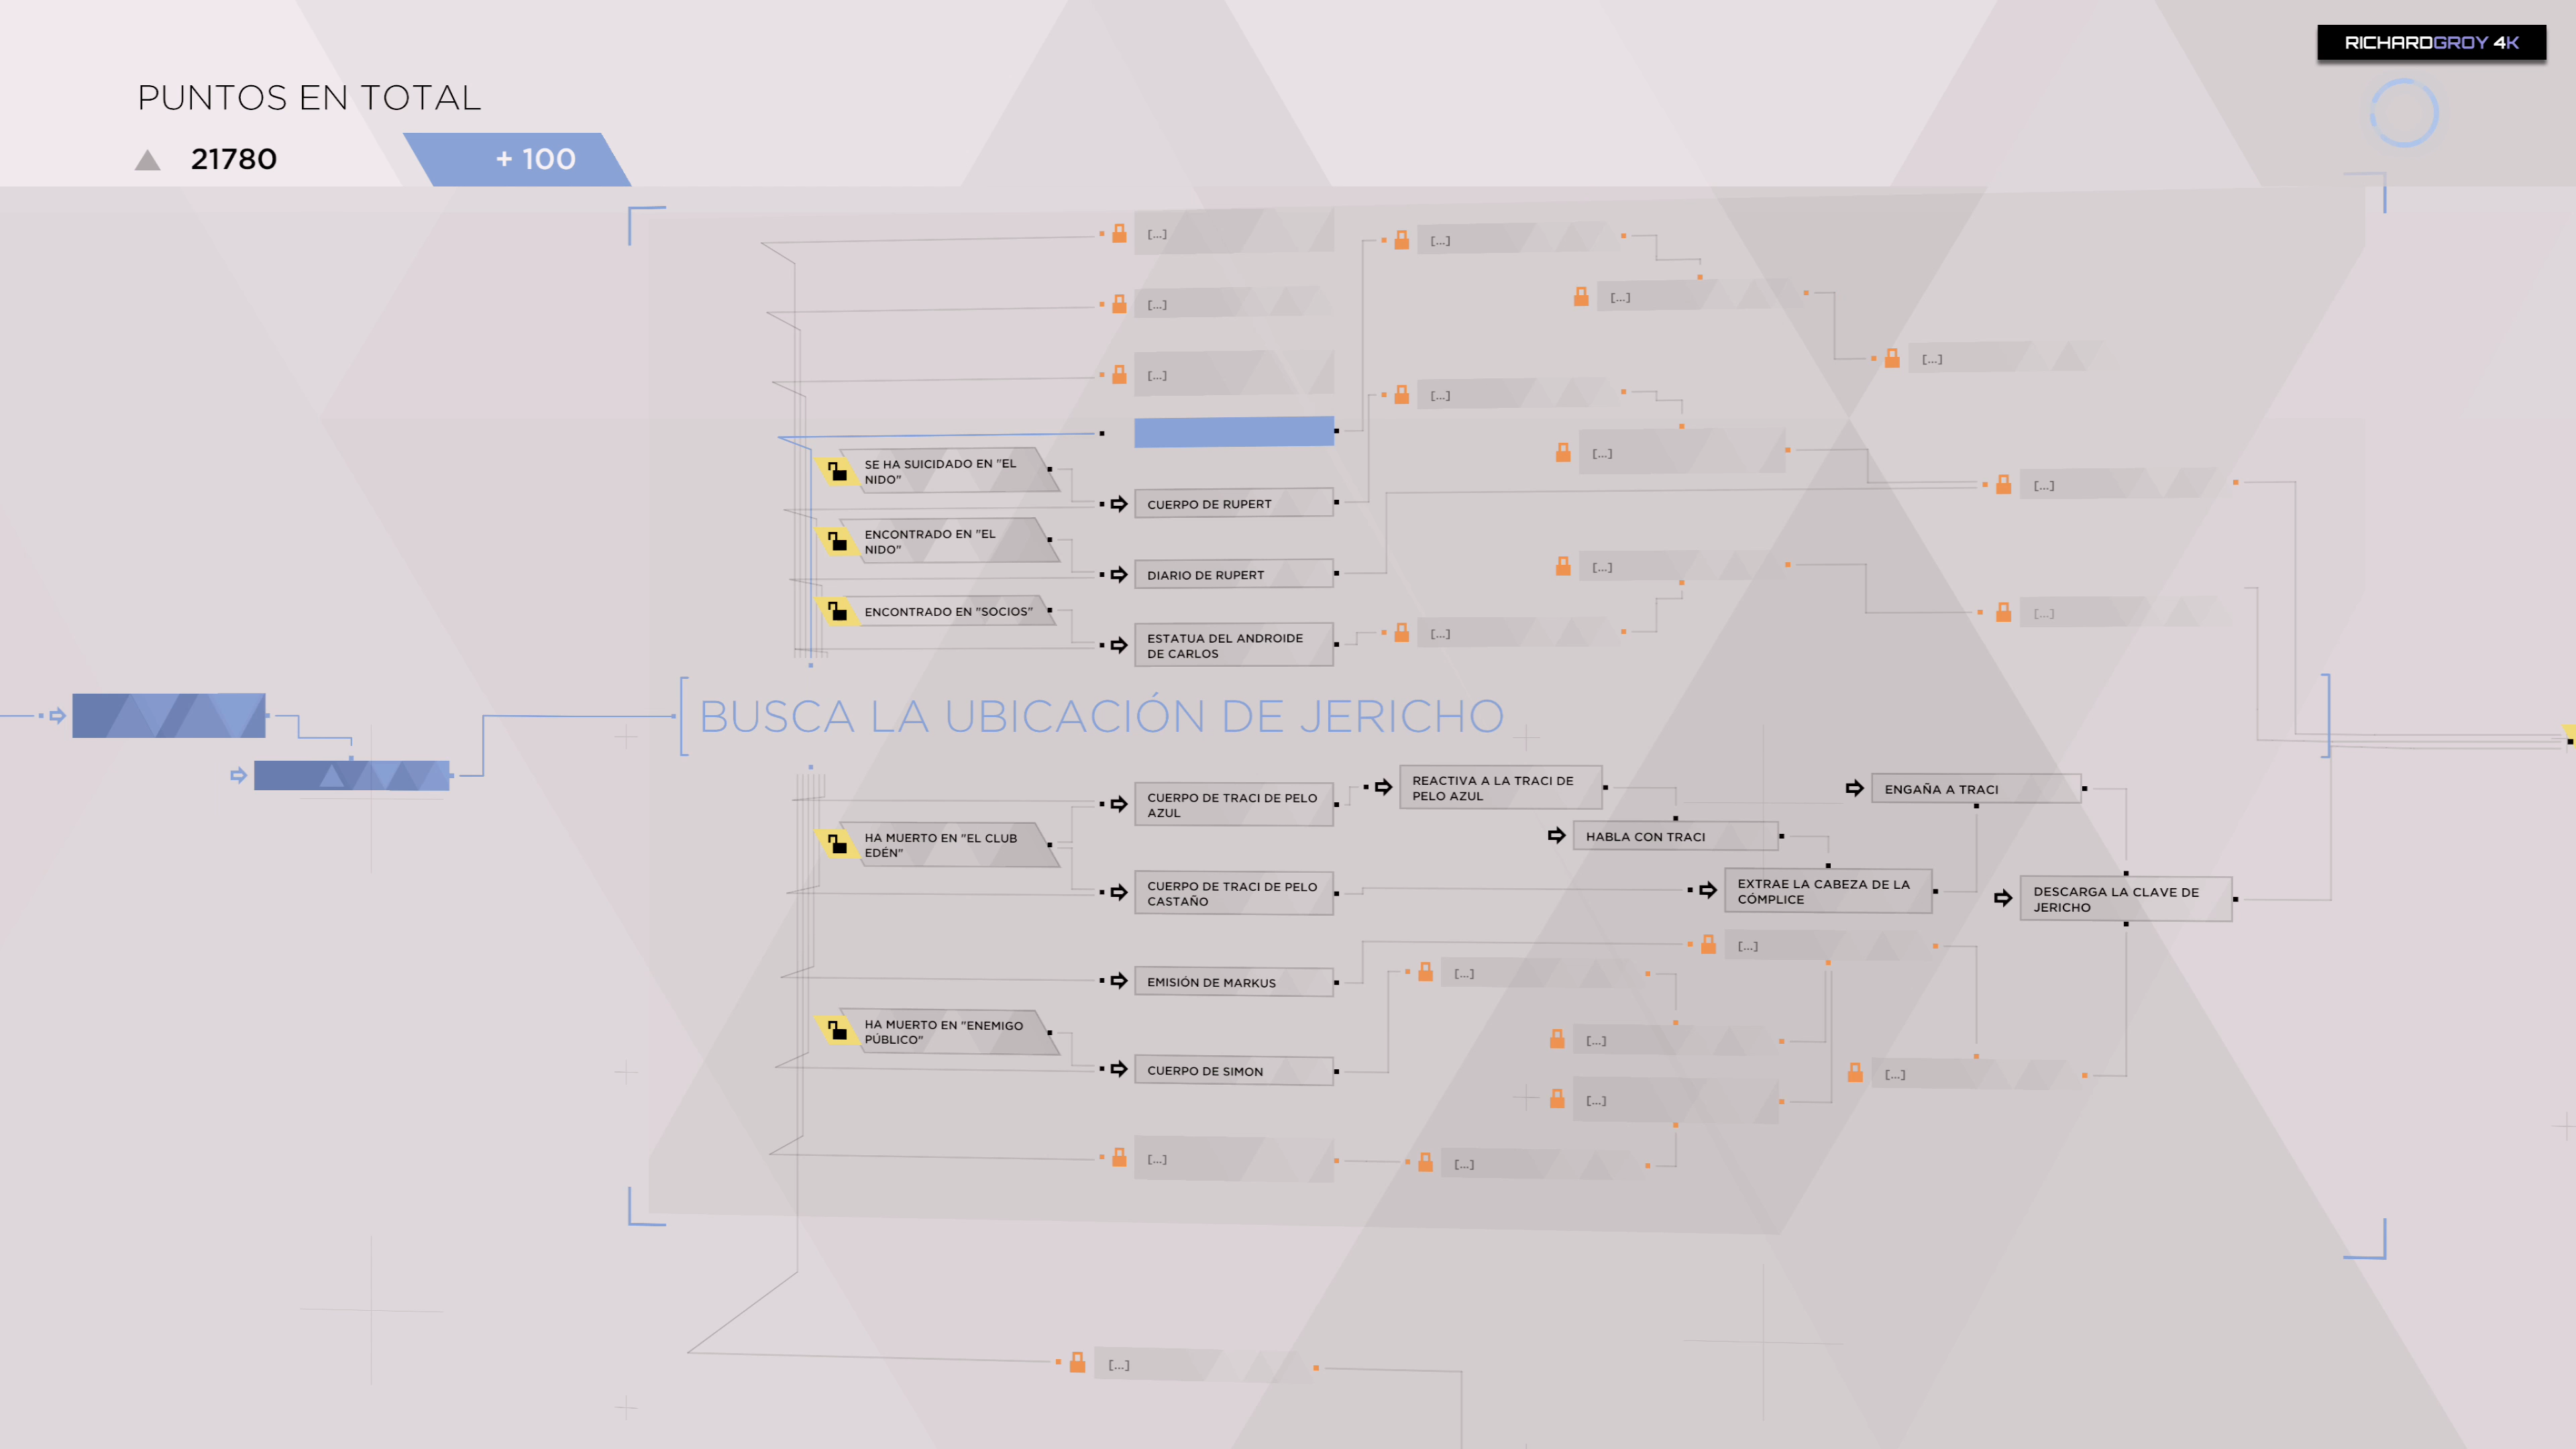 RICHARDGROY 4K
PUNTOS EN TOTAL
21780
+ 100
[...]
[...]
[...]
[...]
[...]
[...]
[...]
[...]
SE HA SUICIDADO EN "EL
NIDO"
[...]
CUERPO DE RUPERT
ENCONTRADO EN "EL
NIDO"
DIARIO DE RUPERT
[...]
ENCONTRADO EN "SOCIOS"
[...]
ESTATUA DEL ANDROIDE
DE CARLOS
[...]
BUSCA LA UBICACIÓN DE JERICHO
CUERPO DE TRACI DE PELO
AZUL
REACTIVA A LA TRACI DE
PELO AZUL
ENGAÑA A TRACI
HA MUERTO EN "EL CLUB
EDÉN"
HABLA CON TRACI
CUERPO DE TRACI DE PELO
CASTAÑO
EXTRAE LA CABEZA DE LA
CÓMPLICE
DESCARGA LA CLAVE DE
JERICHO
[...]
EMISIÓN DE MARKUS
[...]
HA MUERTO EN "ENEMIGO
PÚBLICO"
[...]
CUERPO DE SIMON
[...]
[...]
[...]
[...]
[...]